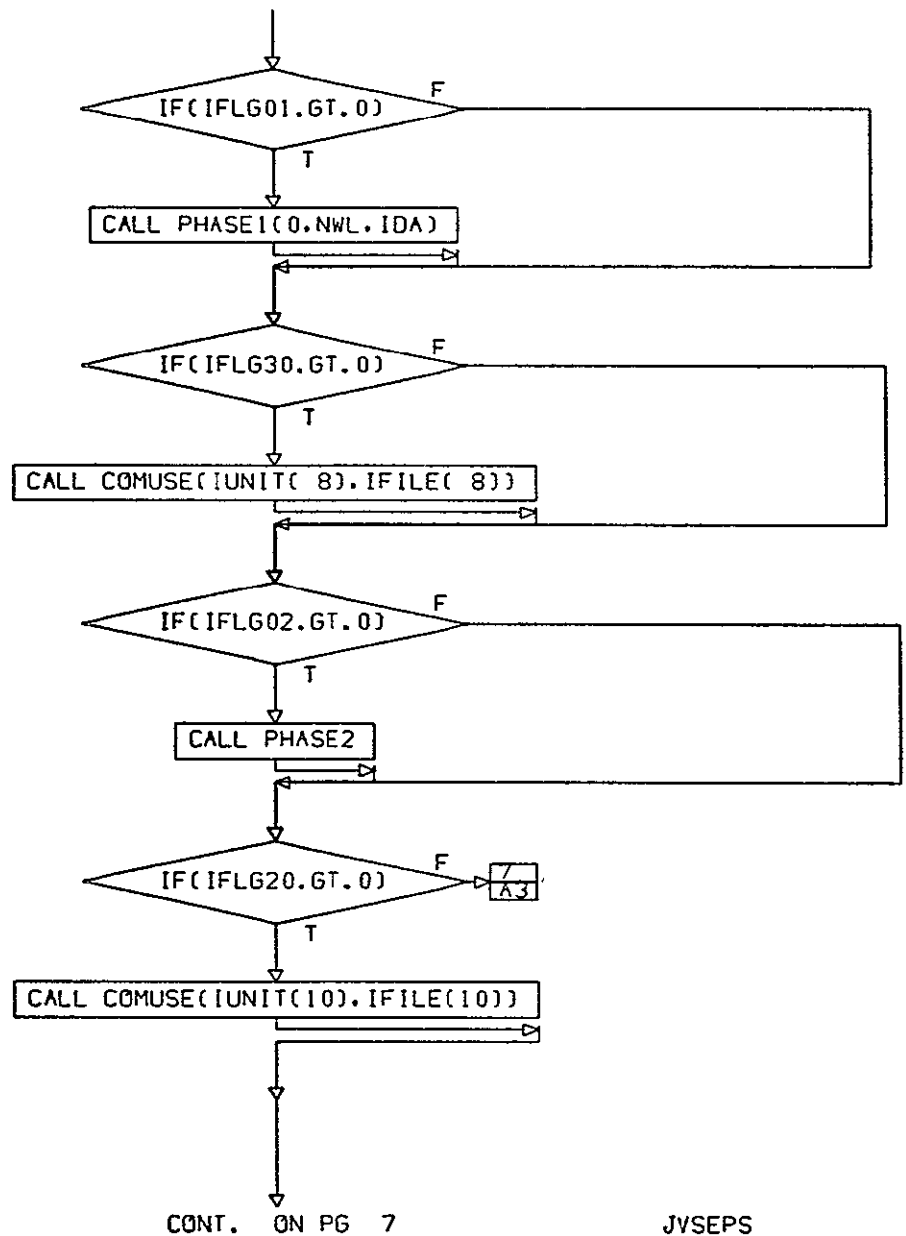 IF(IFLG01.GT.0)
F
T
CALL PHASE1(0.NWL.IDA)
IF(IFLG30.GT.0)
F
T
CALL COMUSE(IUNIT( 8).IFILE( 8))
IF(IFLG02.GT.0)
F
T
CALL PHASE2
IF(IFLG20.GT.0)
F
7
A3
T
CALL COMUSE(IUNIT(10).IFILE(10))
CONT. ON PG 7
JVSEPS